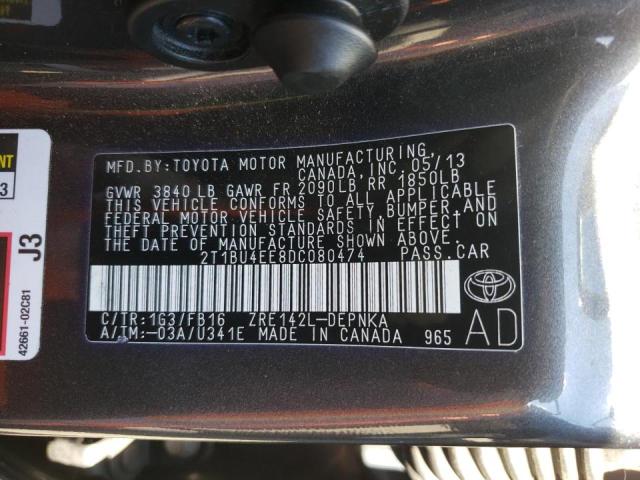 MFD.BY:TOYOTA MOTOR MANUFACTURING
CANADA,INC. 05/13
GVWR 3840 LB GAWR FR 2090LB RR 1850LB
THIS VEHICLE CONFORMS TO ALL APPLICABLE
FEDERAL MOTOR VEHICLE SAFETY,BUMPER,AND
THEFT PREVENTION STANDARDS IN EFFECT ON
THE DATE OF MANUFACTURE SHOWN ABOVE.
2T1BU4EE8DC080474 PASS.CAR
C/TR:1G3/FB16 ZRE142L-DEPNKA
A/TM:-03A/U341E MADE IN CANADA 965
AD
3
J3
42661-02C81